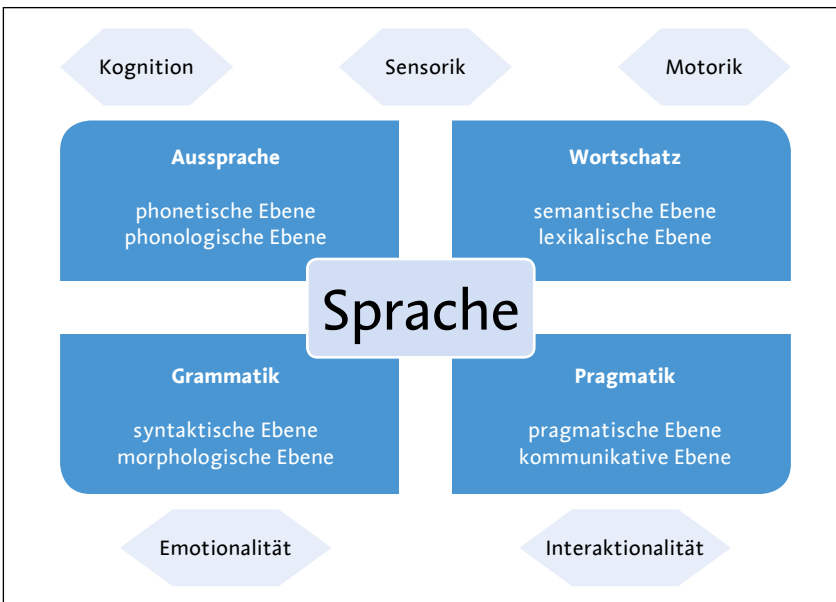 Kognition
Sensorik
Motorik
Aussprache
phonetische Ebene
phonologische Ebene
Wortschatz
semantische Ebene
lexikalische Ebene
Sprache
Grammatik
syntaktische Ebene
morphologische Ebene
Pragmatik
pragmatische Ebene
kommunikative Ebene
Emotionalität
Interaktionalität